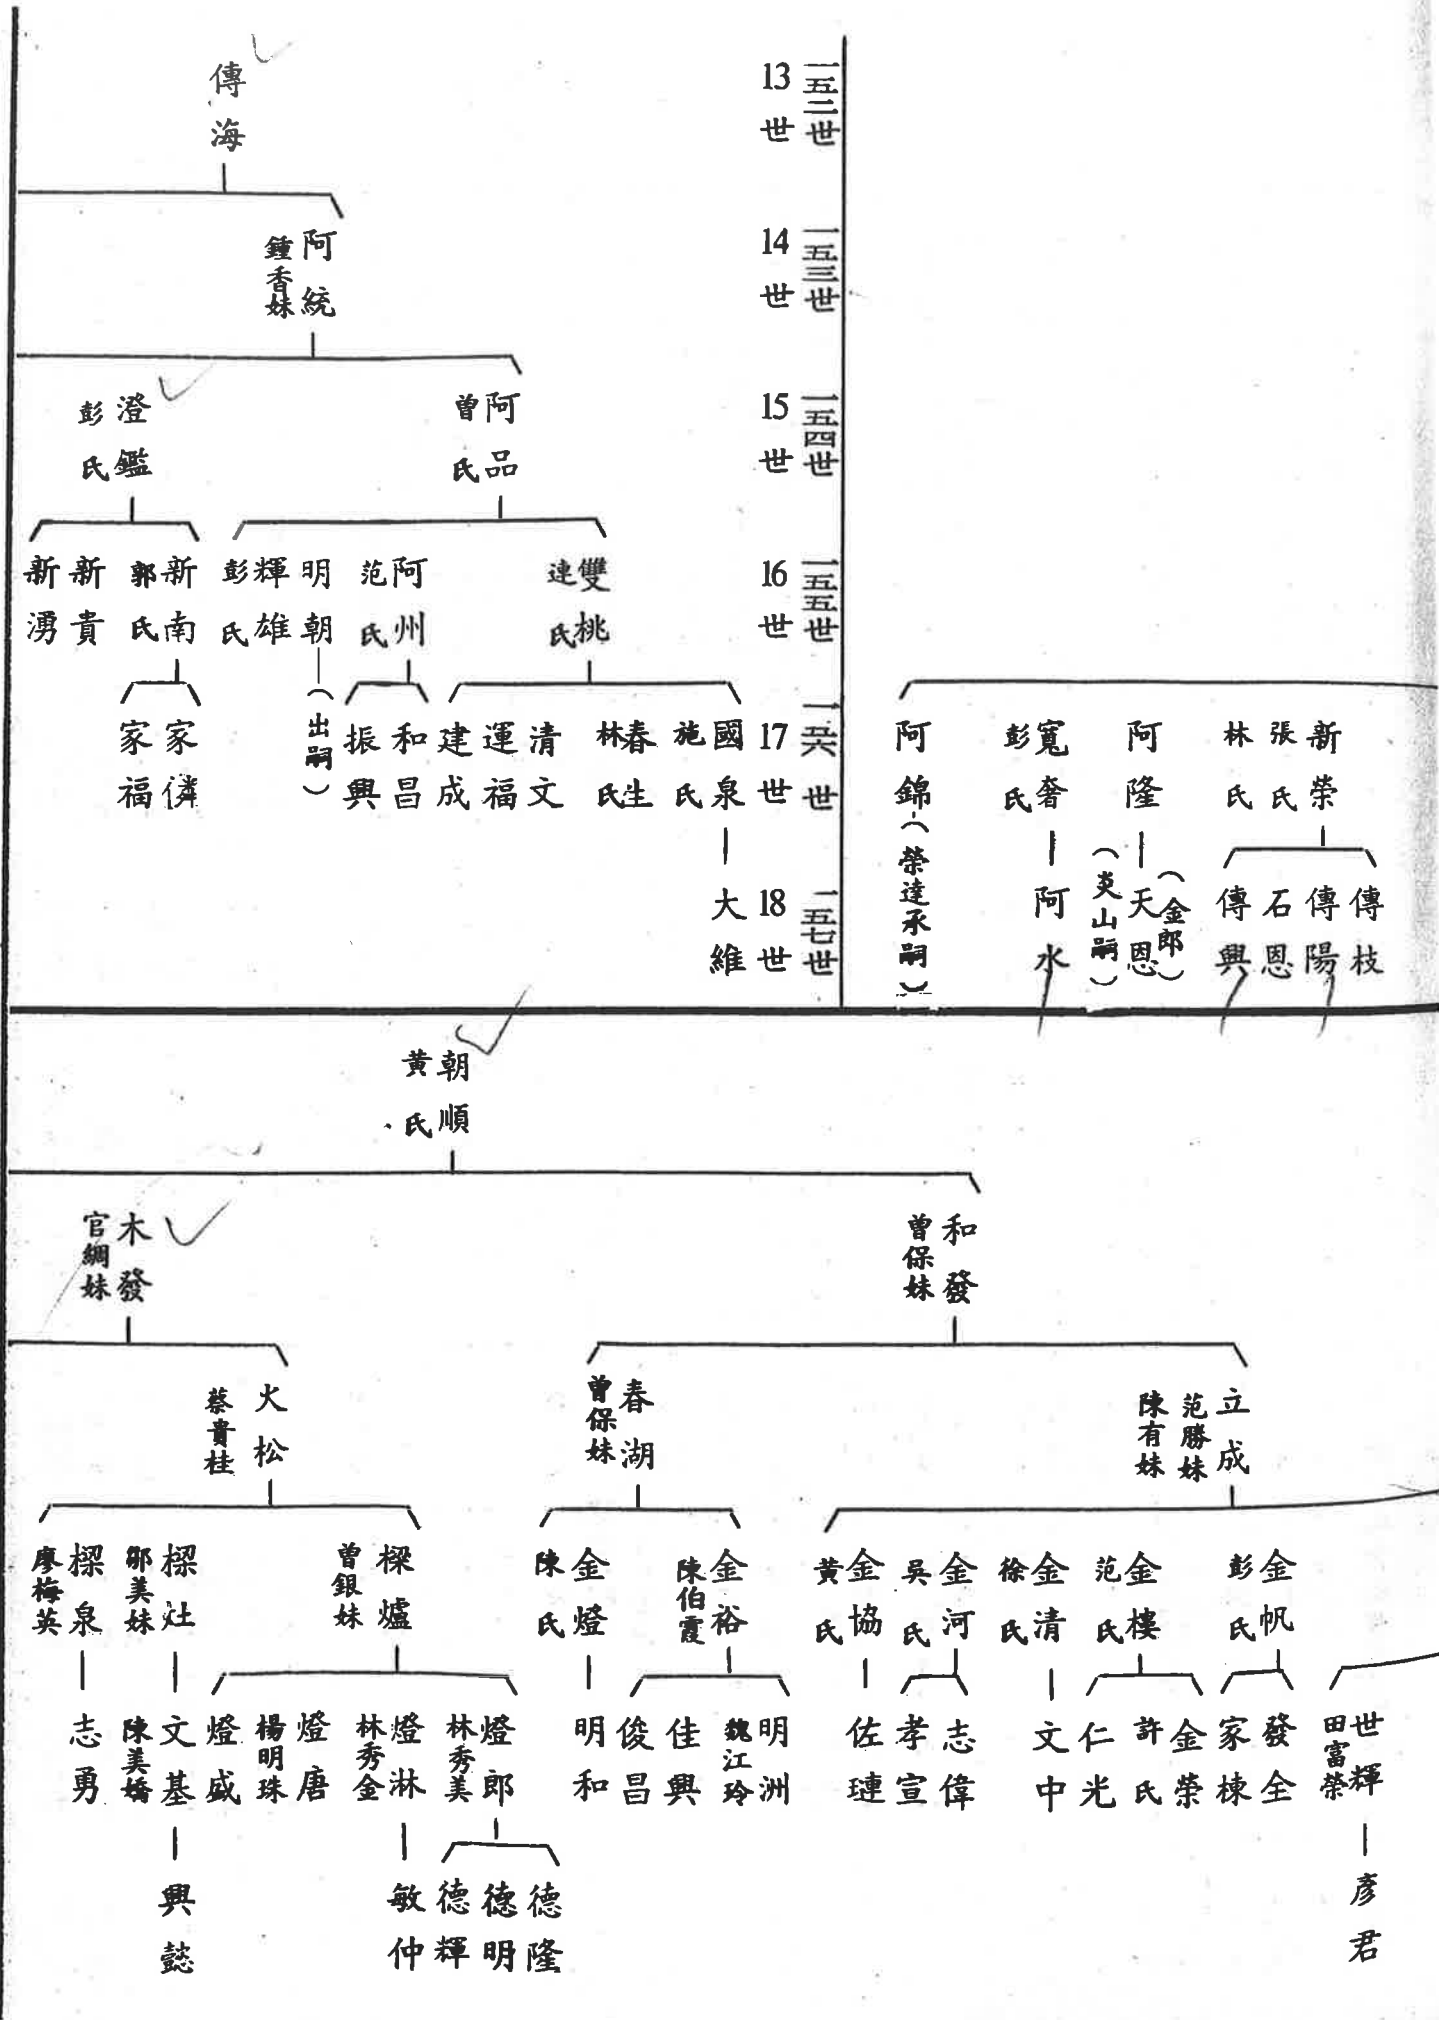 新榮
張氏
林氏
阿隆
寬奢
彭氏
阿錦(榮達承嗣)
傳枝
傳陽
石恩
傳興
(金郎)
天恩
(炎山嗣)
阿水
一五二世
13世
一五三世
14世
一五四世
15世
一五五世
16世
一五六世
17世
一五七世
18世
傳海
阿統
鍾香妹
阿品
曾氏
澄鑑
彭氏
雙桃
連氏
阿州
范氏
明朝
(出嗣)
輝雄
彭氏
新南
郭氏
新貴
新湧
國泉
施氏
春生
林氏
清文
運福
建成
和昌
振興
家憐
家福
大維
朝順
黃氏
和發
曾保妹
木發
官綢妹
立成
范勝妹
陳有妹
春湖
曾保妹
火松
蔡貴桂
金帆
彭氏
金樓
范氏
金清
徐氏
金河
吳氏
金協
黃氏
金裕
陳伯霞
金燈
陳氏
樑爐
曾銀妹
樑灶
鄒美妹
樑泉
廖梅英
世輝
田富榮
發全
家棟
金榮
許氏
仁光
文中
志偉
孝宣
佐璉
明洲
魏江玲
佳興
俊昌
明和
燈郎
林秀美
燈淋
林秀金
燈唐
楊明珠
燈盛
文基
陳美嬌
志勇
彥君
德隆
德明
德輝
敏仲
興懿